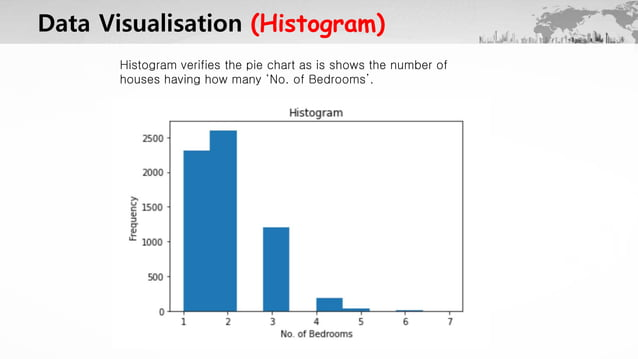 Data Visualisation (Histogram)
Histogram verifies the pie chart as is shows the number of
houses having how many ‘No. of Bedrooms’.
Histogram
2500
2000
1500
1000
500
0
Frequency
1 2 3 4 5 6 7
No. of Bedrooms